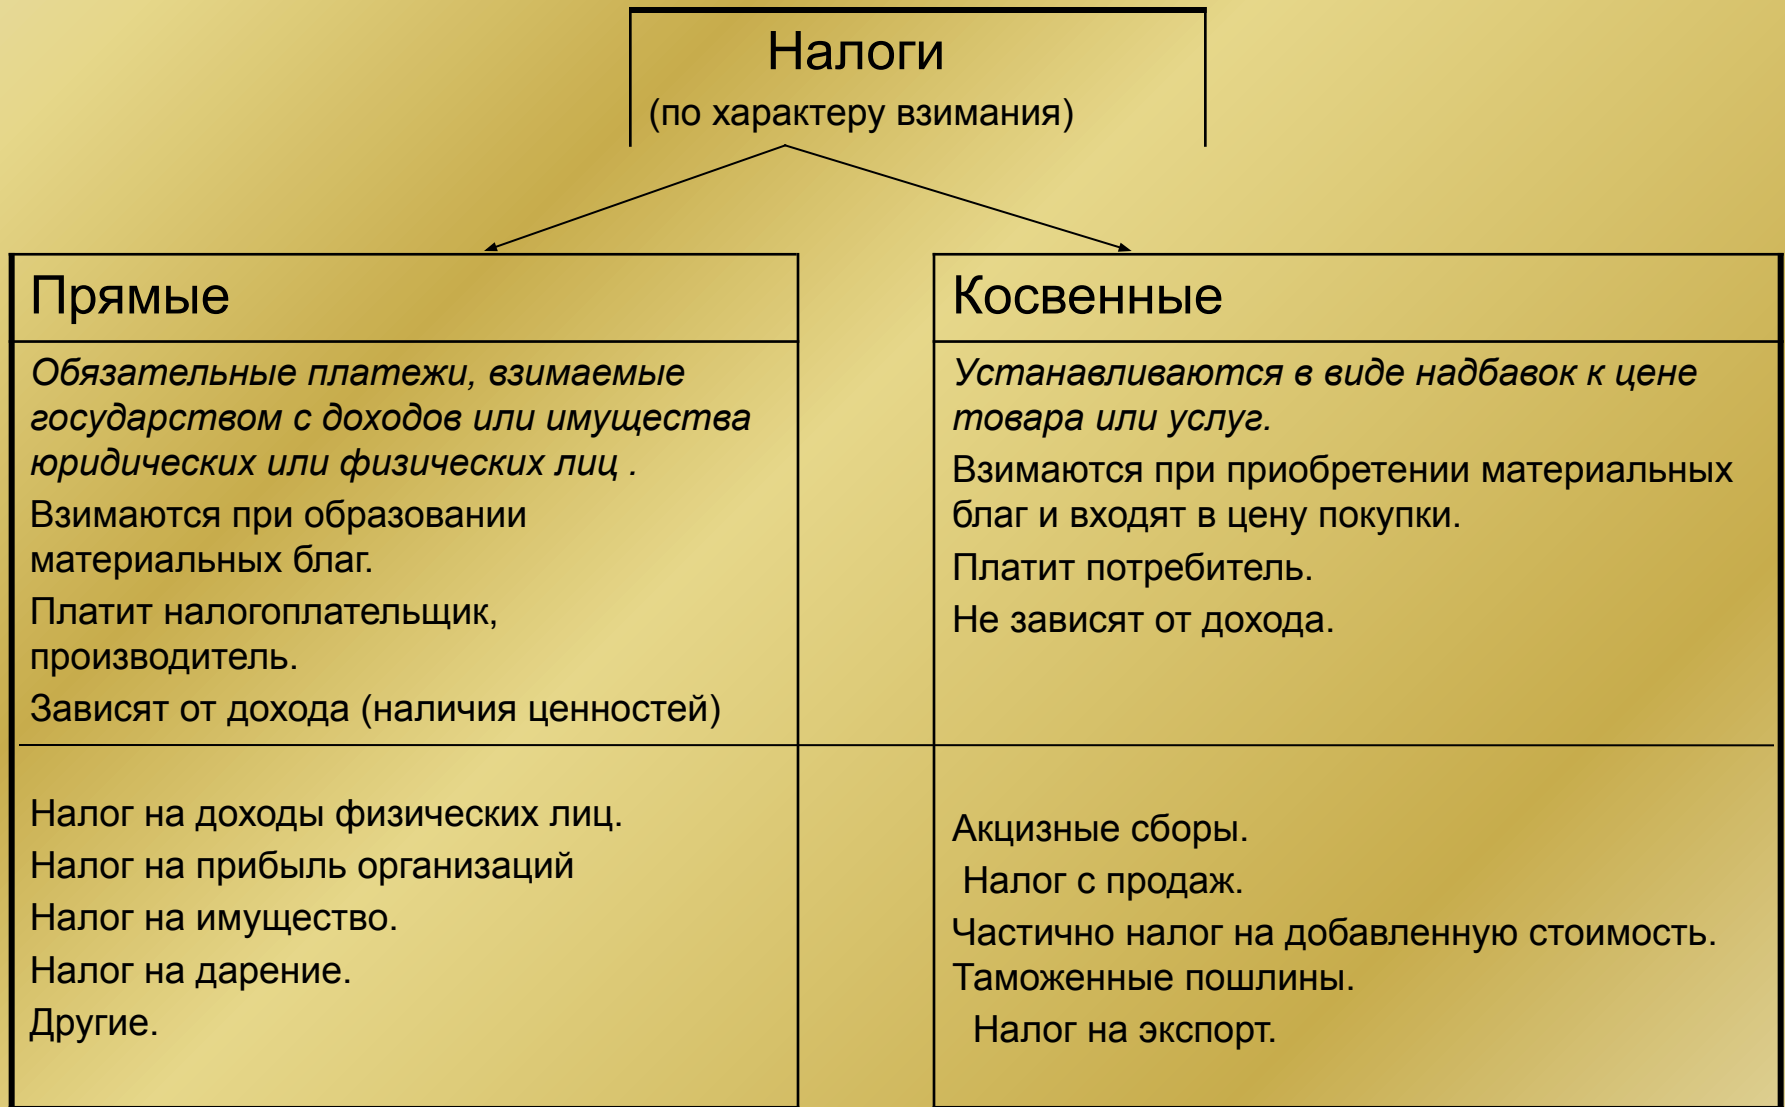 Налоги
(по характеру взимания)
Прямые
Обязательные платежи, взимаемые
государством с доходов или имущества
юридических или физических лиц .
Взимаются при образовании
материальных благ.
Платит налогоплательщик,
производитель.
Зависят от дохода (наличия ценностей)
Налог на доходы физических лиц.
Налог на прибыль организаций
Налог на имущество.
Налог на дарение.
Другие.
Косвенные
Устанавливаются в виде надбавок к цене
товара или услуг.
Взимаются при приобретении материальных
благ и входят в цену покупки.
Платит потребитель.
Не зависят от дохода.
Акцизные сборы.
Налог с продаж.
Частично налог на добавленную стоимость.
Таможенные пошлины.
Налог на экспорт.